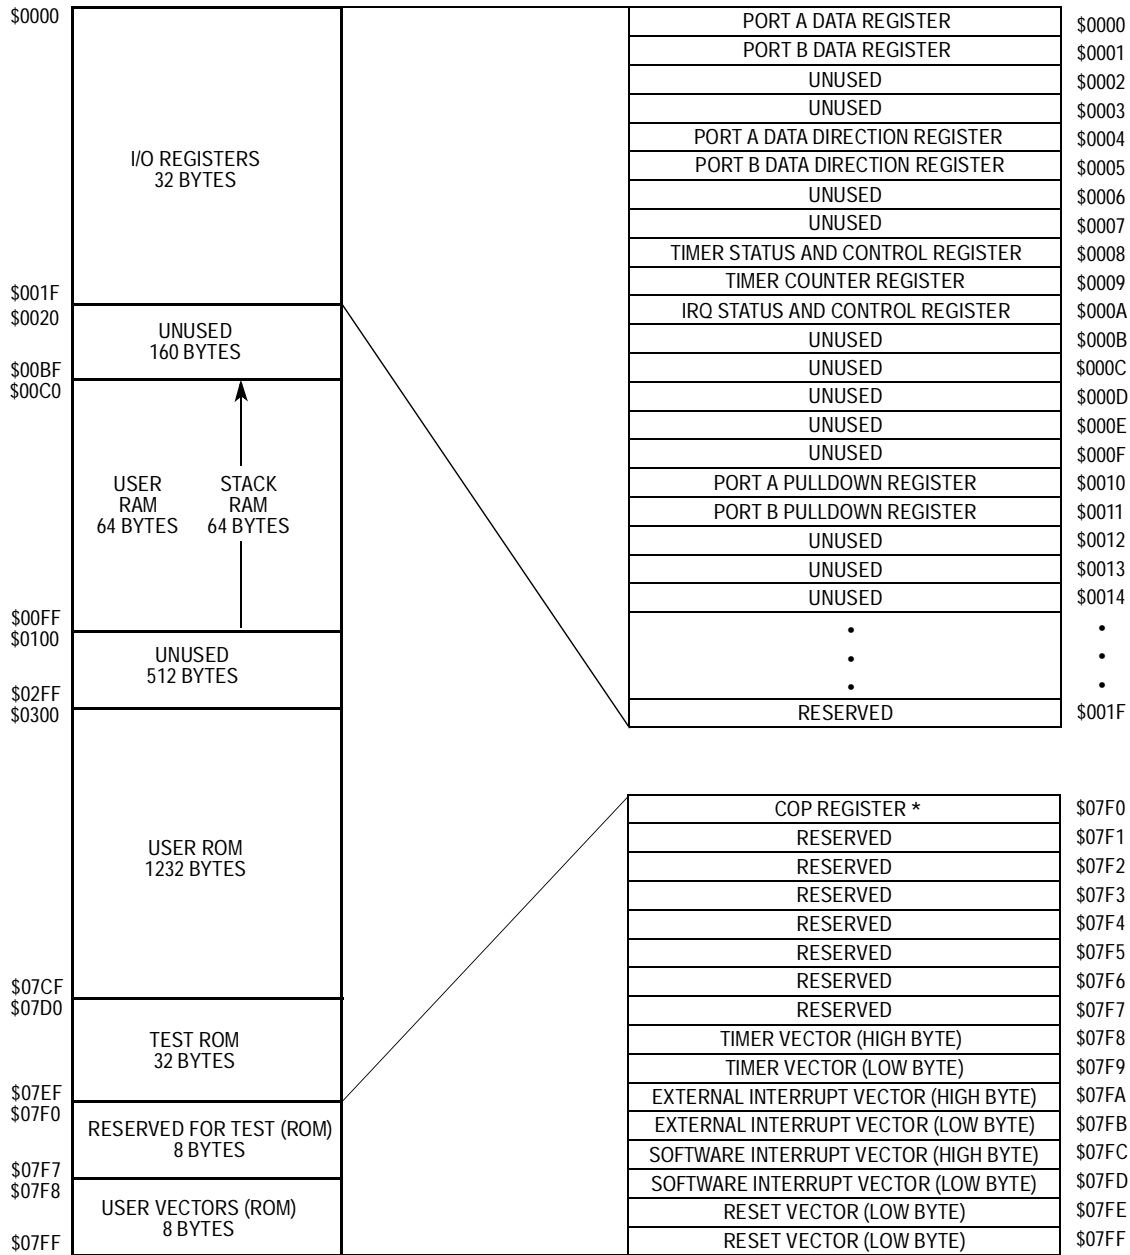 $0000
I/O REGISTERS
32 BYTES
$001F
$0020
UNUSED
160 BYTES
$00BF
$00C0
USER
RAM
64 BYTES
STACK
RAM
64 BYTES
$00FF
$0100
UNUSED
512 BYTES
$02FF
$0300
USER ROM
1232 BYTES
$07CF
$07D0
TEST ROM
32 BYTES
$07EF
$07F0
RESERVED FOR TEST (ROM)
8 BYTES
$07F7
$07F8
USER VECTORS (ROM)
8 BYTES
$07FF
PORT A DATA REGISTER $0000
PORT B DATA REGISTER $0001
UNUSED $0002
UNUSED $0003
PORT A DATA DIRECTION REGISTER $0004
PORT B DATA DIRECTION REGISTER $0005
UNUSED $0006
UNUSED $0007
TIMER STATUS AND CONTROL REGISTER $0008
TIMER COUNTER REGISTER $0009
IRQ STATUS AND CONTROL REGISTER $000A
UNUSED $000B
UNUSED $000C
UNUSED $000D
UNUSED $000E
UNUSED $000F
PORT A PULLDOWN REGISTER $0010
PORT B PULLDOWN REGISTER $0011
UNUSED $0012
UNUSED $0013
UNUSED $0014
• •
• •
• •
RESERVED $001F
COP REGISTER * $07F0
RESERVED $07F1
RESERVED $07F2
RESERVED $07F3
RESERVED $07F4
RESERVED $07F5
RESERVED $07F6
RESERVED $07F7
TIMER VECTOR (HIGH BYTE) $07F8
TIMER VECTOR (LOW BYTE) $07F9
EXTERNAL INTERRUPT VECTOR (HIGH BYTE) $07FA
EXTERNAL INTERRUPT VECTOR (LOW BYTE) $07FB
SOFTWARE INTERRUPT VECTOR (HIGH BYTE) $07FC
SOFTWARE INTERRUPT VECTOR (LOW BYTE) $07FD
RESET VECTOR (LOW BYTE) $07FE
RESET VECTOR (LOW BYTE) $07FF